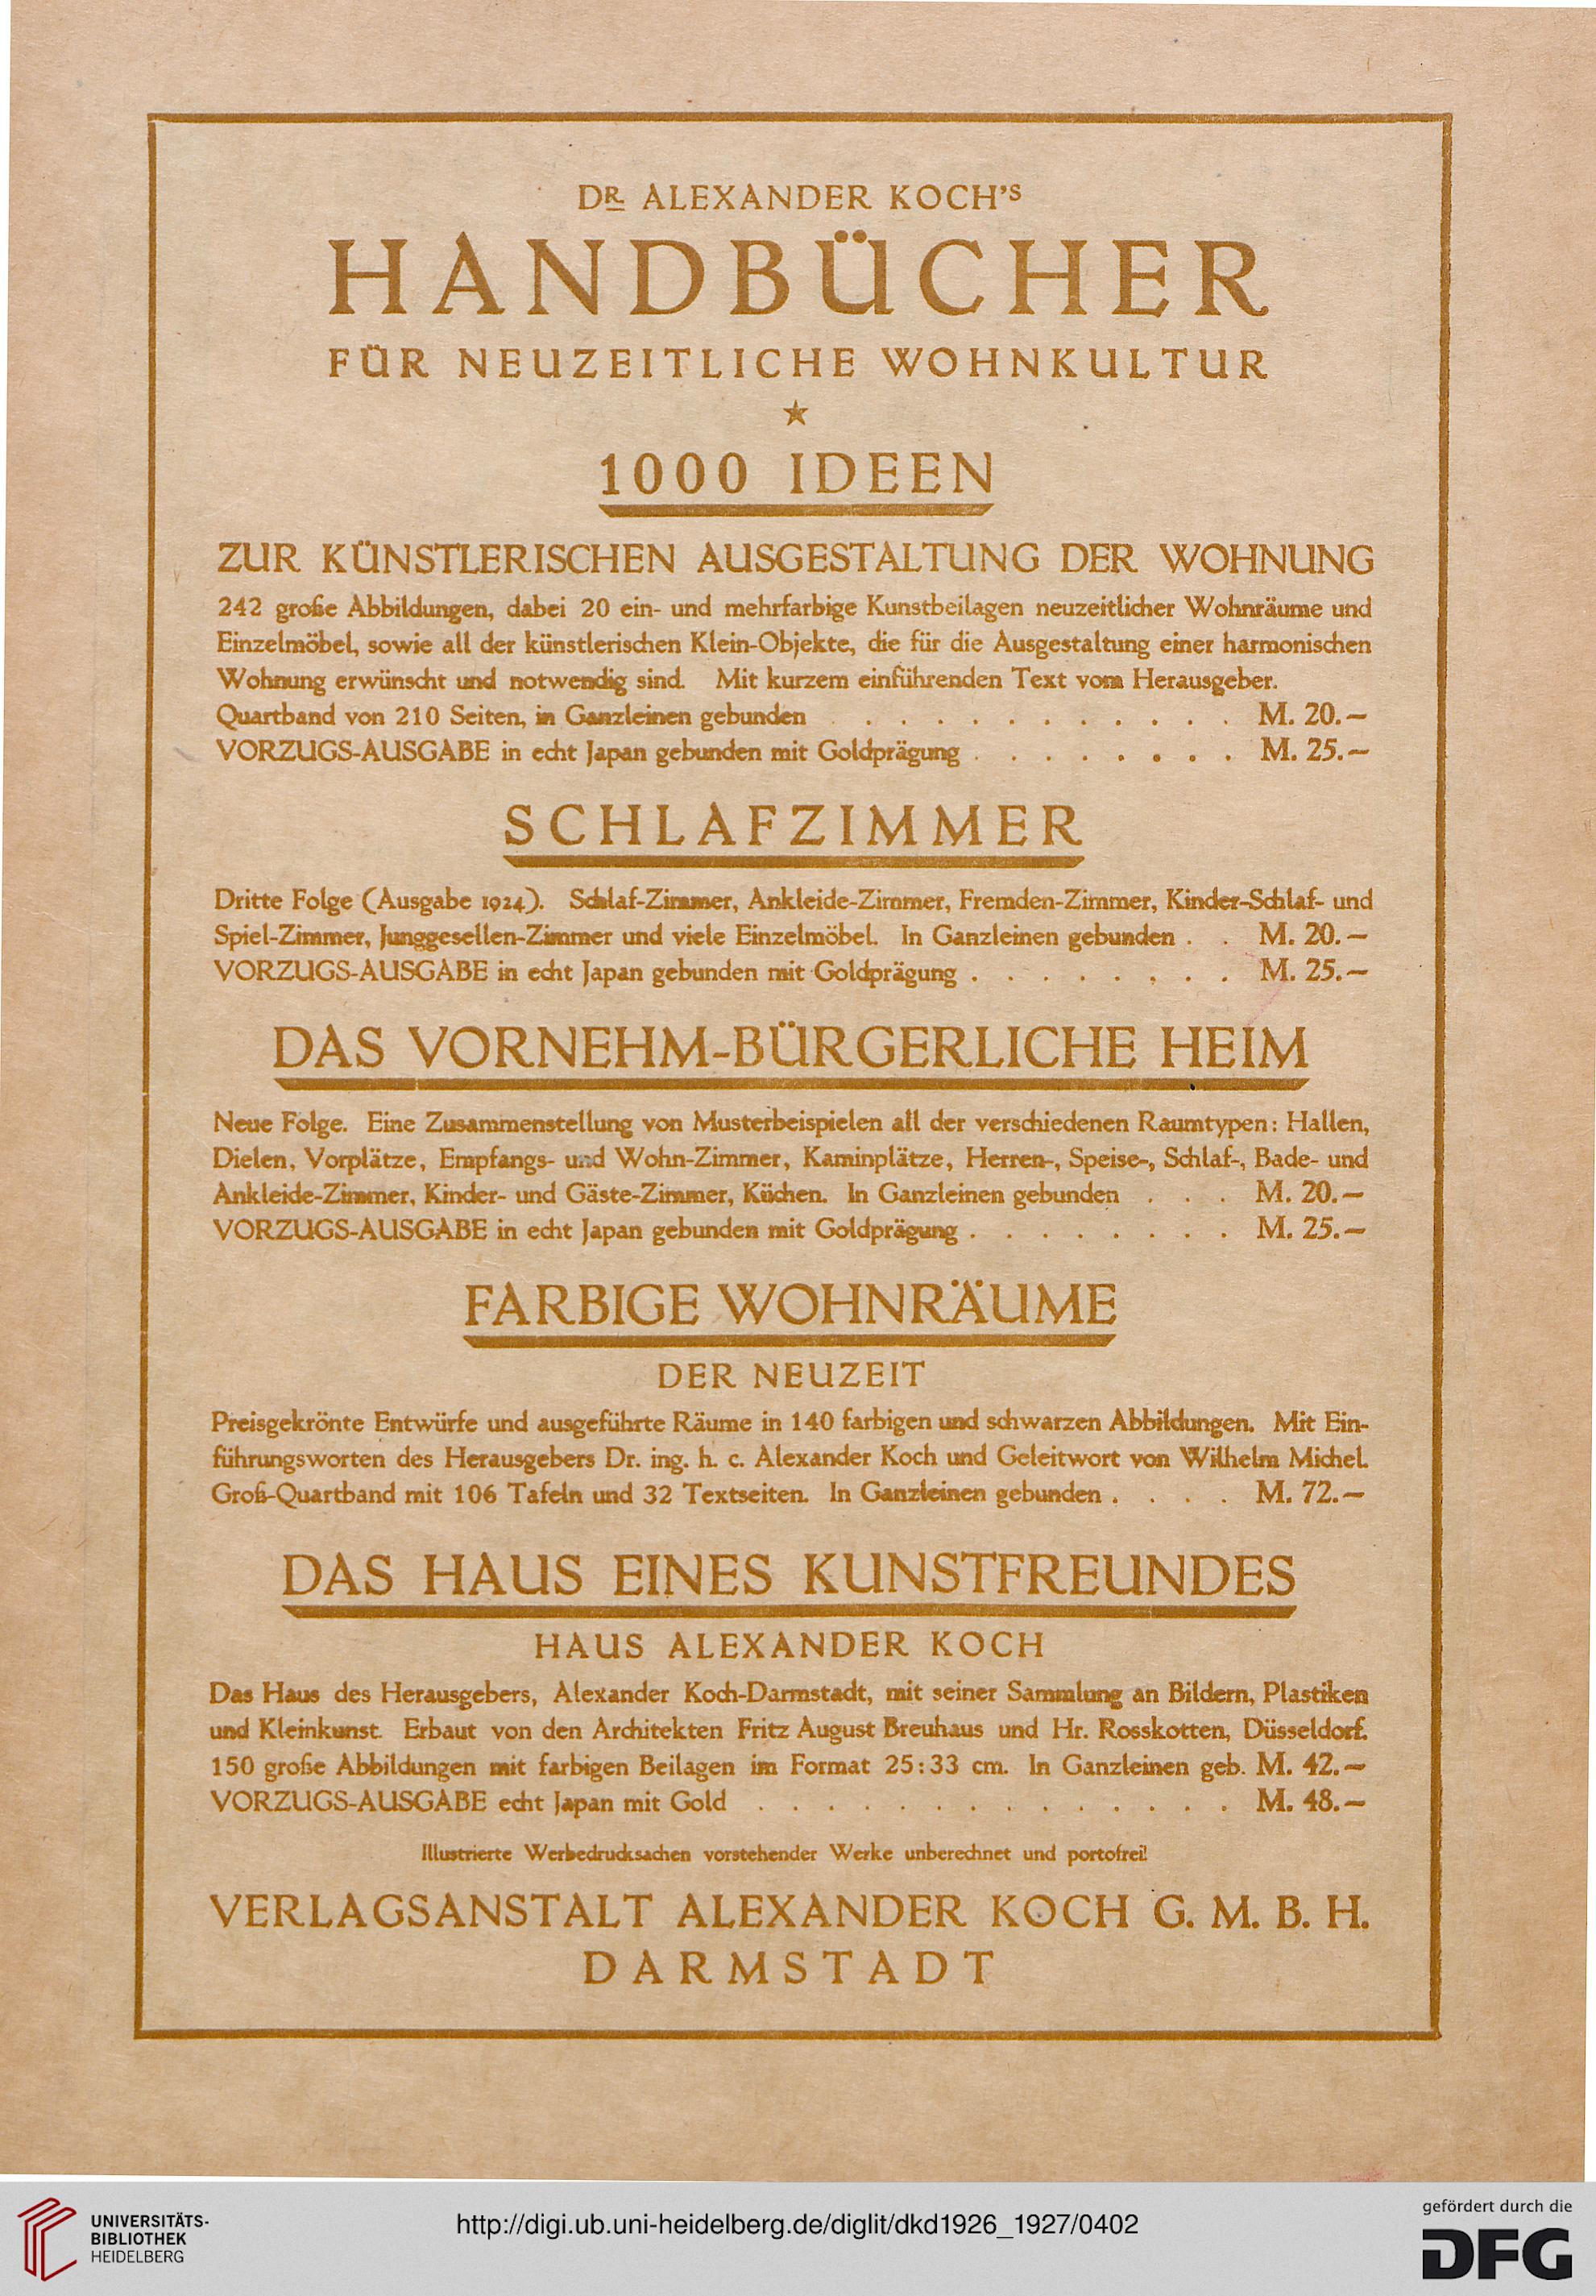 DR ALEXANDER KOCH'S
HANDBÜCHER
FÜR NEUZEITLICHE WOHNKULTUR
★
1000 IDEEN
ZUR KÜNSTLERISCHEN AUSGESTALTUNG DER WOHNUNG
242 große Abbildungen, dabei 20 ein- und mehrfarbige Kunstbeilagen neuzeitlicher Wohnräume und
Einzelmöbel, sowie all der künstlerischen Klein-Objekte, die für die Ausgestaltung einer harmonischen
Wohnung erwünscht und notwendig sind. Mit kurzem einführenden Text vom Herausgeber.
Quartband von 210 Seiten, in Ganzleinen gebunden . . . . . . . . . . . . M. 20.—
VORZUGS-AUSGABE in echt Japan gebunden mit Goldprägung . . . . . . . . M. 25.—
SCHLAFZIMMER
Dritte Folge (Ausgabe 1924). Schlaf-Zimmer, Ankleide-Zimmer, Fremden-Zimmer, Kinder-Schlaf- und
Spiel-Zimmer, Junggesellen-Zimmer und viele Einzelmöbel. In Ganzleinen gebunden . . M. 20.—
VORZUGS-AUSGABE in echt Japan gebunden mit Goldprägung . . . . . . . . M. 25.—
DAS VORNEHM-BÜRGERLICHE HEIM
Neue Folge. Eine Zusammenstellung von Musterbeispielen all der verschiedenen Raumtypen: Hallen,
Dielen, Vorplätze, Empfangs- und Wohn-Zimmer, Kaminplätze, Herren-, Speise-, Schlaf-, Bade- und
Ankleide-Zimmer, Kinder- und Gäste-Zimmer, Küchen. In Ganzleinen gebunden . . . M. 20.—
VORZUGS-AUSGABE in echt Japan gebunden mit Goldprägung . . . . . . . . M. 25.—
FARBIGE WOHNRÄUME
DER NEUZEIT
Preisgekrönte Entwürfe und ausgeführte Räume in 140 farbigen und schwarzen Abbildungen. Mit Ein-
führungsworten des Herausgebers Dr. ing. h. c. Alexander Koch und Geleitwort von Wilhelm Michel.
Groß-Quartband mit 106 Tafeln und 32 Textseiten. In Ganzleinen gebunden . . . . M. 72.—
DAS HAUS EINES KUNSTFREUNDES
HAUS ALEXANDER KOCH
Das Haus des Herausgebers, Alexander Koch-Darmstadt, mit seiner Sammlung an Bildern, Plastiken
und Kleinkunst. Erbaut von den Architekten Fritz August Breuhaus und Hr. Rosskotten, Düsseldorf.
150 große Abbildungen mit farbigen Beilagen im Format 25:33 cm. In Ganzleinen geb. M. 42.—
VORZUGS-AUSGABE echt Japan mit Gold . . . . . . . . . . . . . . M. 48.—
Illustrierte Werbedrucksachen vorstehender Werke unberechnet und portofrei!
VERLAGSANSTALT ALEXANDER KOCH G. M. B. H.
DARMSTADT
UNIVERSITÄTS-
BIBLIOTHEK
HEIDELBERG
http://digi.ub.uni-heidelberg.de/diglit/dkd1926_1927/0402
gefördert durch die
DFG